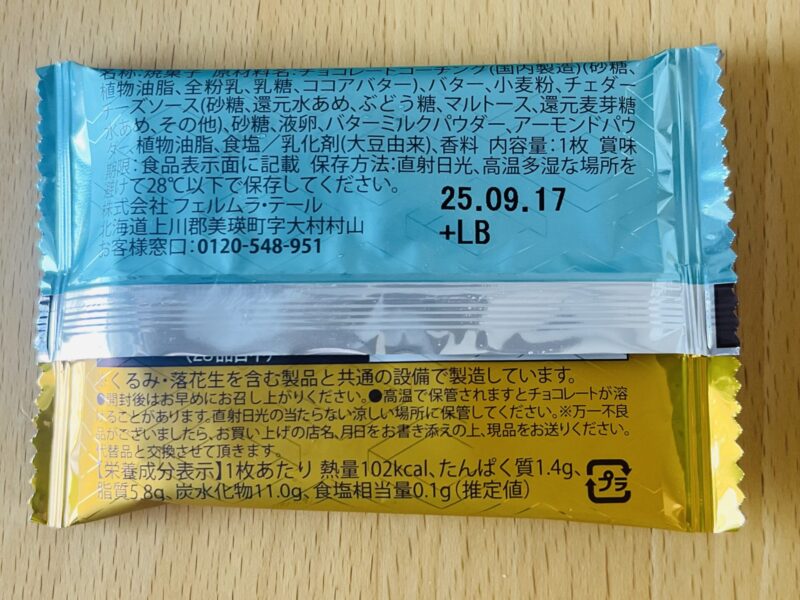 名称:焼菓子 原材料名:チョコレートコーチング(国内製造)(砂糖、
植物油脂、全粉乳、乳糖、ココアバター)、バター、小麦粉、チェダー
チーズソース(砂糖、還元水あめ、ぶどう糖、マルトース、還元麦芽糖
水あめ、その他)、砂糖、液卵、バターミルクパウダー、アーモンドパウ
ダー、植物油脂、食塩／乳化剤(大豆由来)、香料 内容量:1枚 賞味
期限:食品表示面に記載 保存方法:直射日光、高温多湿な場所を
避けて28℃以下で保存してください。
株式会社 フェルムラ・テール
北海道上川郡美瑛町字大村村山
お客様窓口:0120-548-951
25.09.17
+LB
(28品目中)
※くるみ・落花生を含む製品と共通の設備で製造しています。
●開封後はお早めにお召し上がりください。●高温で保管されますとチョコレートが溶
けることがあります。直射日光の当たらない涼しい場所に保管してください。※万一不良
品がございましたら、お買い上げの店名、月日をお書き添えの上、現品をお送りください。
代替品と交換させて頂きます。
【栄養成分表示】1枚あたり 熱量102kcal、たんぱく質1.4g、
脂質5.8g、炭水化物11.0g、食塩相当量0.1g(推定値)
プラ